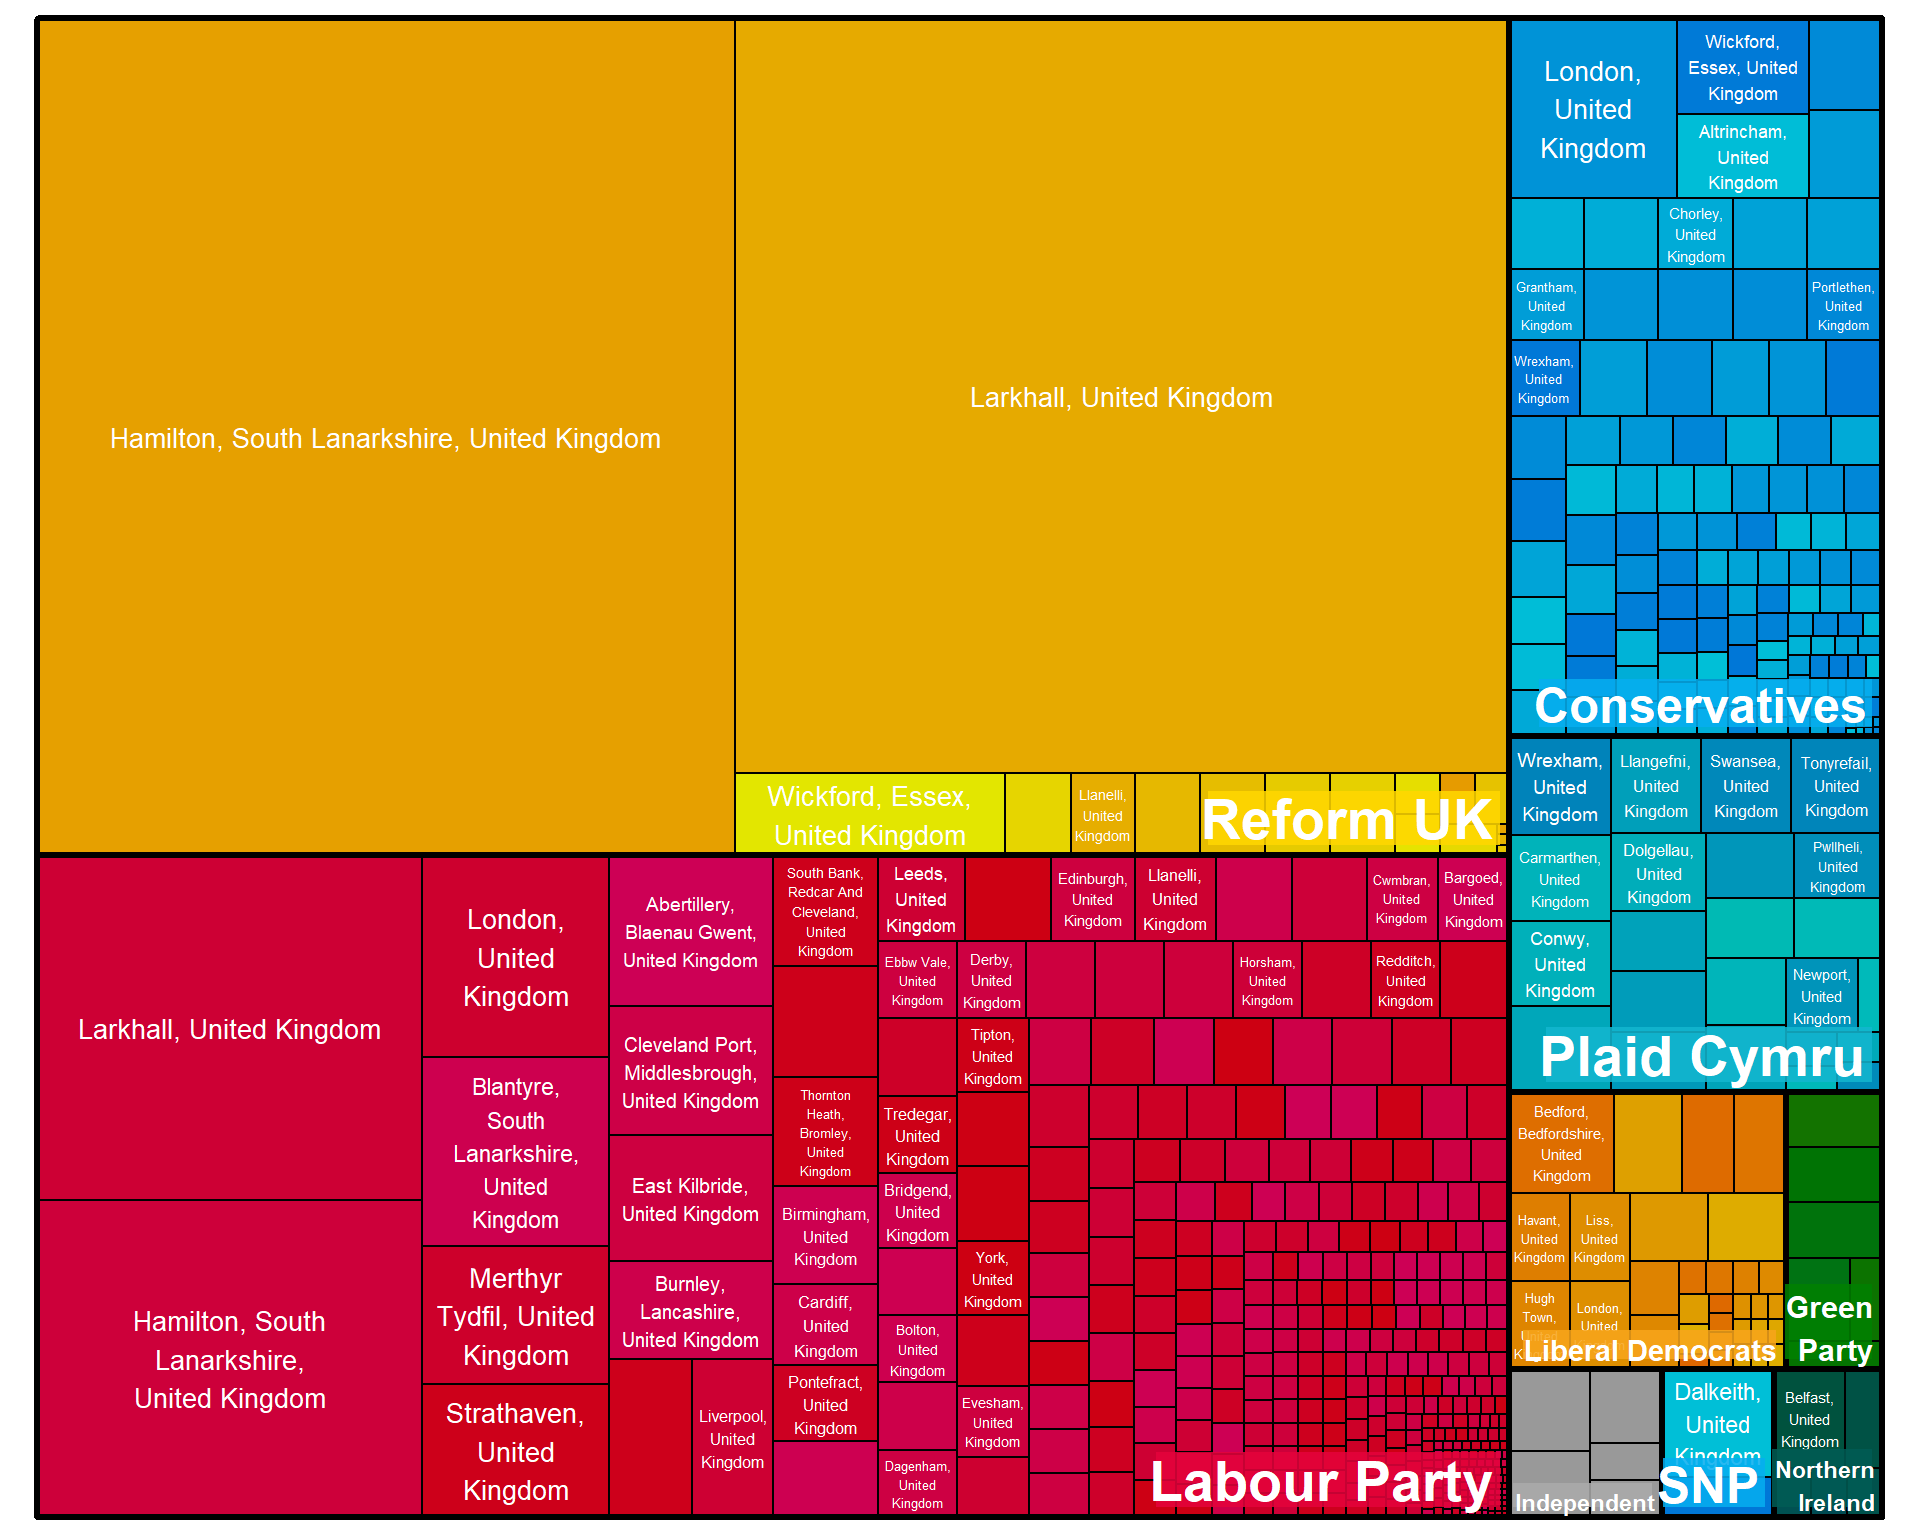 Hamilton, South Lanarkshire, United Kingdom
Larkhall, United Kingdom
Wickford, Essex,
United Kingdom
Llanelli,
United
Kingdom
Reform UK
Larkhall, United Kingdom
Hamilton, South
Lanarkshire,
United Kingdom
London,
United
Kingdom
Blantyre,
South
Lanarkshire,
United
Kingdom
Merthyr
Tydfil, United
Kingdom
Strathaven,
United
Kingdom
Abertillery,
Blaenau Gwent,
United Kingdom
Cleveland Port,
Middlesbrough,
United Kingdom
East Kilbride,
United Kingdom
Burnley,
Lancashire,
United Kingdom
Liverpool,
United
Kingdom
South Bank,
Redcar And
Cleveland,
United
Kingdom
Thornton
Heath,
Bromley,
United
Kingdom
Birmingham,
United
Kingdom
Cardiff,
United
Kingdom
Pontefract,
United
Kingdom
Leeds,
United
Kingdom
Ebbw Vale,
United
Kingdom
Tredegar,
United
Kingdom
Bridgend,
United
Kingdom
Bolton,
United
Kingdom
Dagenham,
United
Kingdom
Edinburgh,
United
Kingdom
Llanelli,
United
Kingdom
Cwmbran,
United
Kingdom
Bargoed,
United
Kingdom
Derby,
United
Kingdom
Horsham,
United
Kingdom
Redditch,
United
Kingdom
Tipton,
United
Kingdom
York,
United
Kingdom
Evesham,
United
Kingdom
Labour Party
London,
United
Kingdom
Wickford,
Essex, United
Kingdom
Altrincham,
United
Kingdom
Chorley,
United
Kingdom
Grantham,
United
Kingdom
Portlethen,
United
Kingdom
Wrexham,
United
Kingdom
Conservatives
Wrexham,
United
Kingdom
Llangefni,
United
Kingdom
Swansea,
United
Kingdom
Tonyrefail,
United
Kingdom
Carmarthen,
United
Kingdom
Dolgellau,
United
Kingdom
Pwllheli,
United
Kingdom
Conwy,
United
Kingdom
Newport,
United
Kingdom
Plaid Cymru
Bedford,
Bedfordshire,
United
Kingdom
Havant,
United
Kingdom
Liss,
United
Kingdom
Hugh
Town,
United
London,
United
Liberal Democrats
Green
Party
Independent
Dalkeith,
United
Kingdom
SNP
Belfast,
United
Kingdom
Northern
Ireland